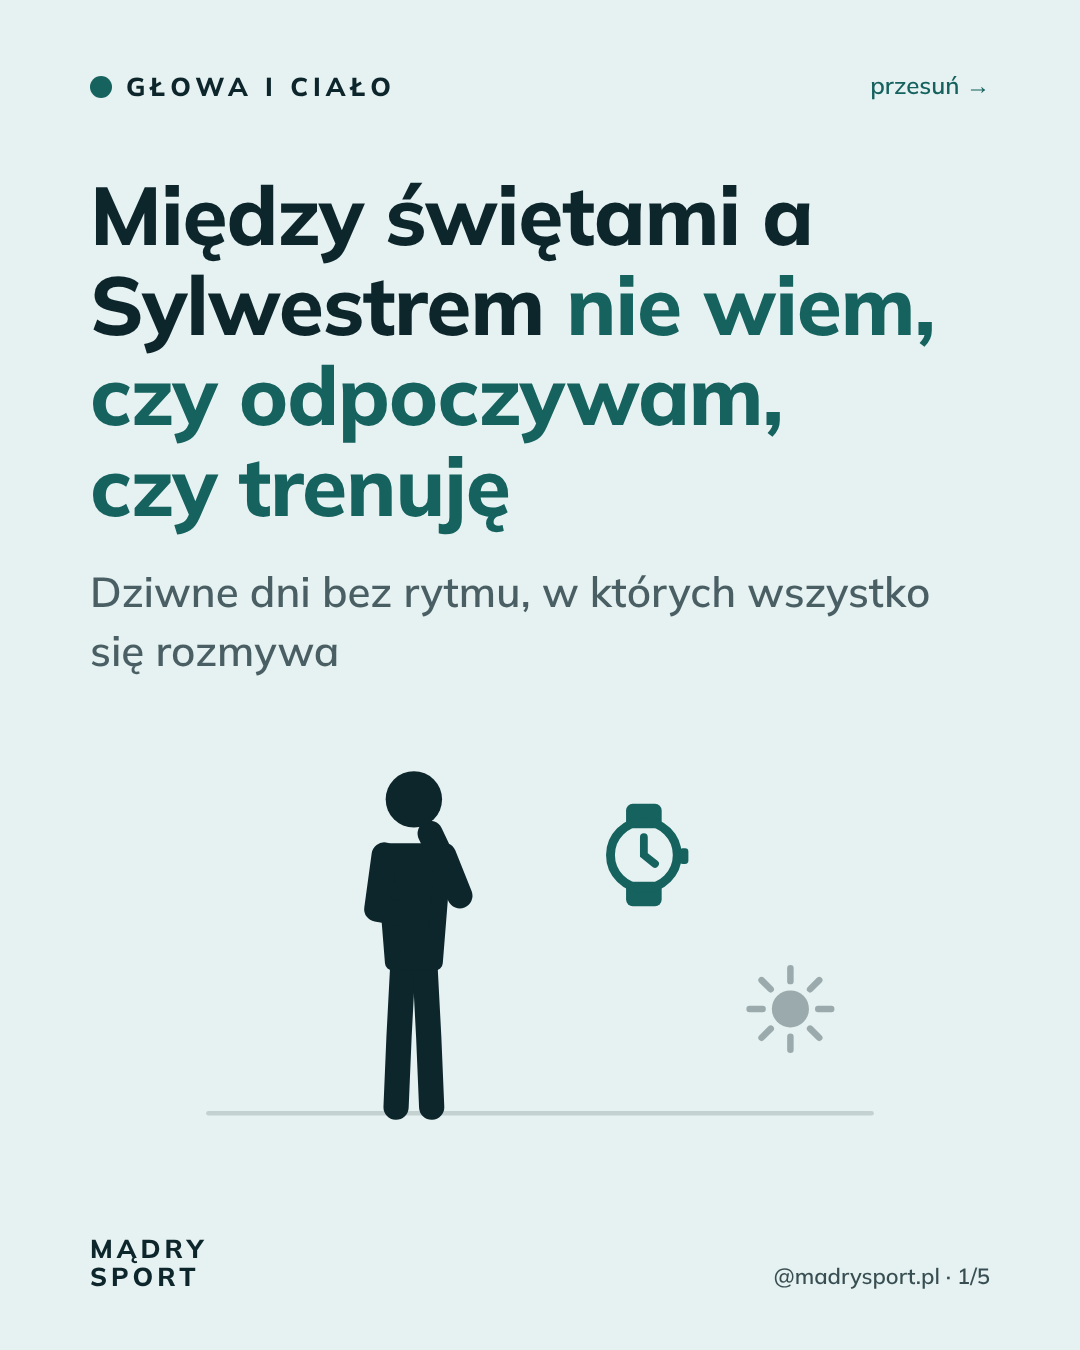 GŁOWA I CIAŁO
przesuń →
Między świętami a
Sylwestrem nie wiem,
czy odpoczywam,
czy trenuję
Dziwne dni bez rytmu, w których wszystko
się rozmywa
MĄDRY
SPORT
@madrysport.pl · 1/5